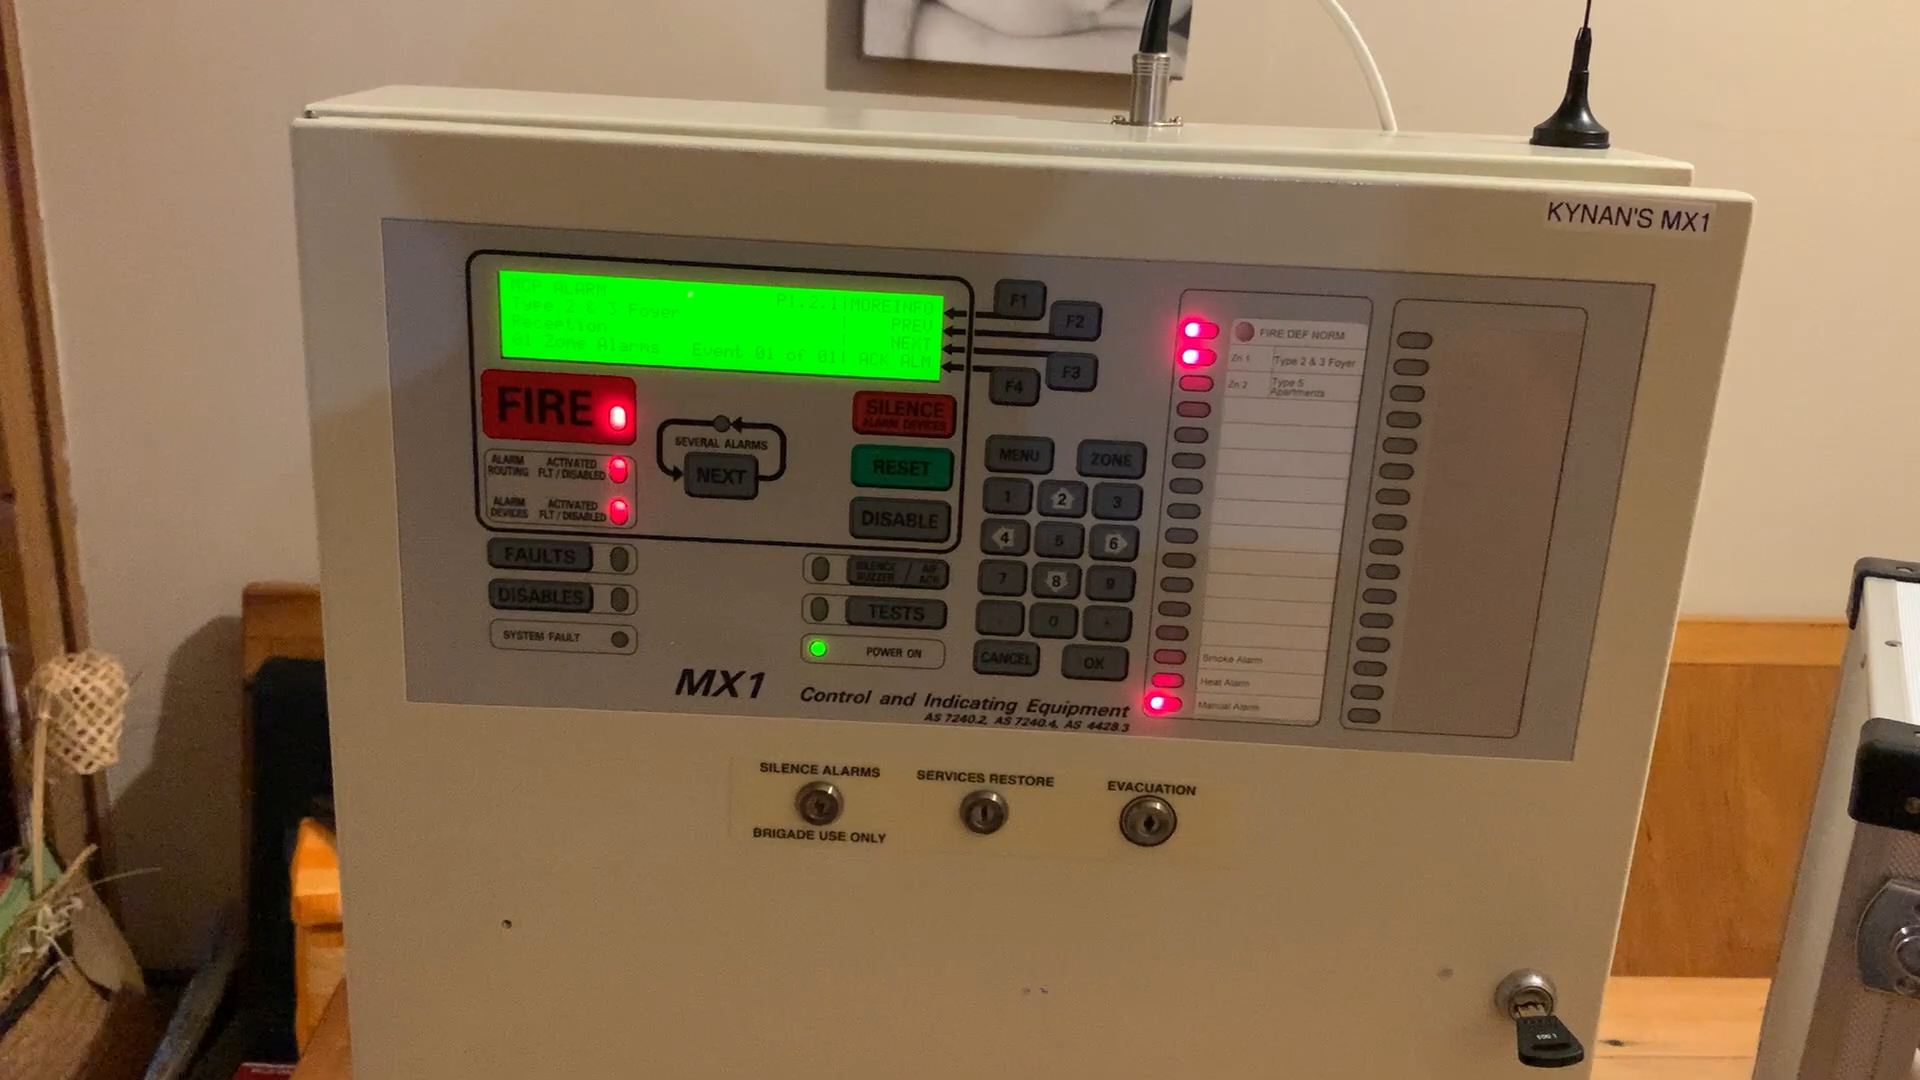 KYNAN'S MX1
MCP ALARM P1.2.1|MOREINFO
Type 2 & 3 Foyer | PREV
Reception | NEXT
01 Zone Alarms Event 01 of 01| ACK ALM
F1
F2
F3
F4
FIRE
SILENCE
ALARM DEVICES
SEVERAL ALARMS
NEXT
RESET
DISABLE
ALARM ROUTING
ACTIVATED
FLT / DISABLED
ALARM DEVICES
ACTIVATED
FLT / DISABLED
FAULTS
DISABLES
SYSTEM FAULT
SILENCE BUZZER / AIF ACK
TESTS
POWER ON
MENU
ZONE
1 2 3
4 5 6
7 8 9
0
CANCEL
OK
FIRE DEF NORM
Zn 1 Type 2 & 3 Foyer
Zn 2 Type 5 Apartments
Smoke Alarm
Heat Alarm
Manual Alarm
MX1 Control and Indicating Equipment
AS 7240.2, AS 7240.4, AS 4428.3
SILENCE ALARMS
BRIGADE USE ONLY
SERVICES RESTORE
EVACUATION